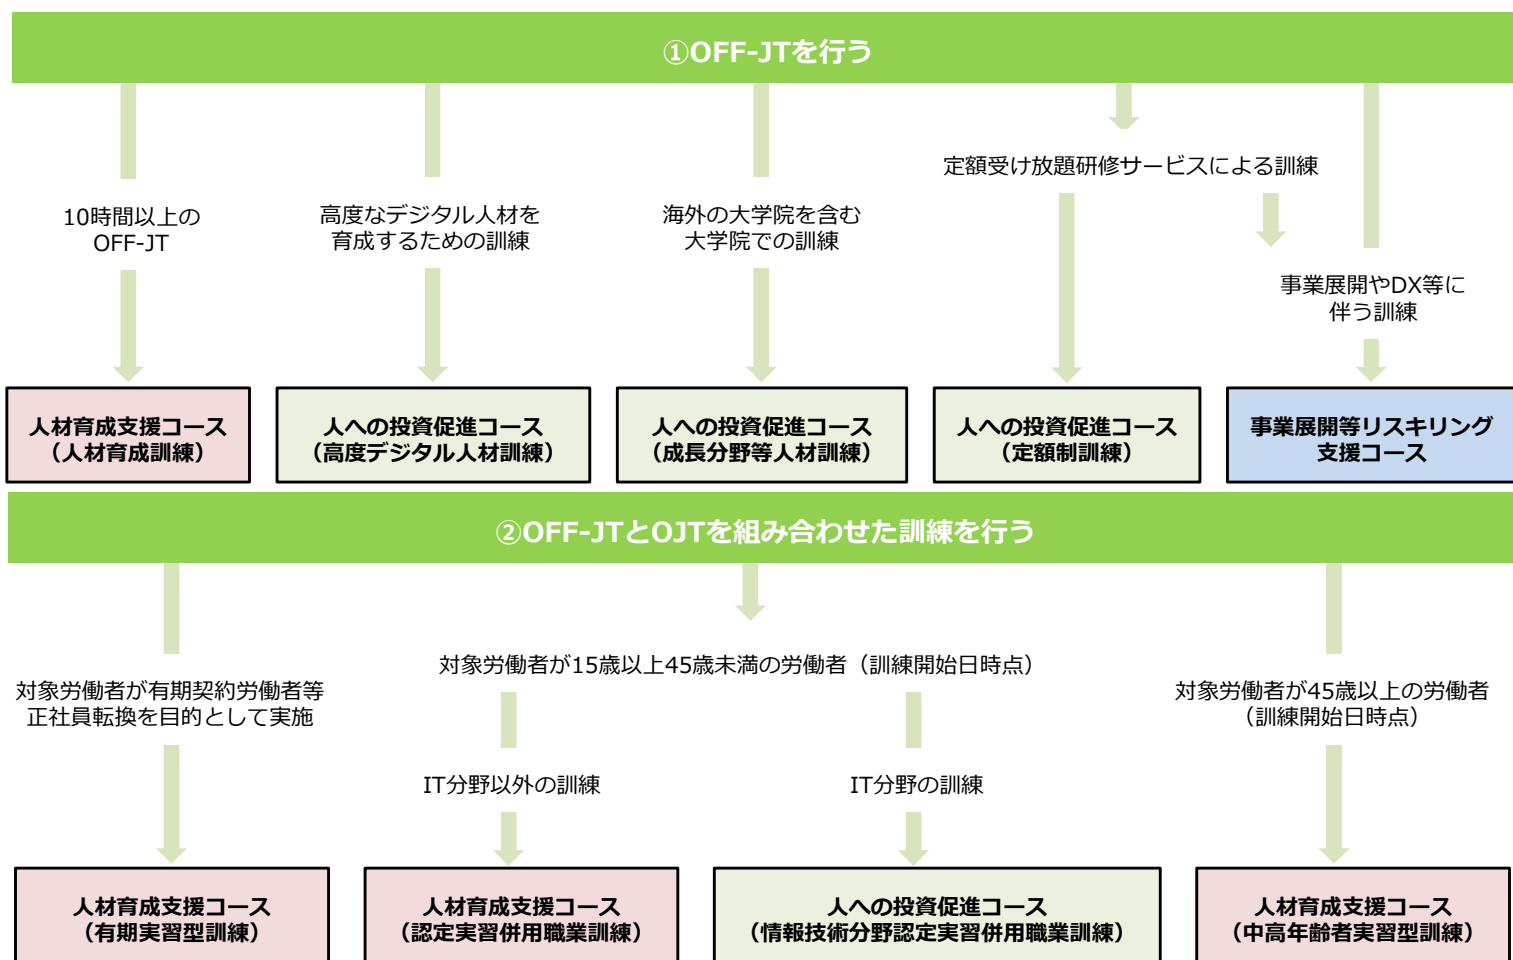 ①OFF-JTを行う
定額受け放題研修サービスによる訓練
10時間以上の
OFF-JT
高度なデジタル人材を
育成するための訓練
海外の大学院を含む
大学院での訓練
事業展開やDX等に
伴う訓練
人材育成支援コース
（人材育成訓練）
人への投資促進コース
（高度デジタル人材訓練）
人への投資促進コース
（成長分野等人材訓練）
人への投資促進コース
（定額制訓練）
事業展開等リスキリング
支援コース
②OFF-JTとOJTを組み合わせた訓練を行う
対象労働者が有期契約労働者等
正社員転換を目的として実施
対象労働者が15歳以上45歳未満の労働者（訓練開始日時点）
対象労働者が45歳以上の労働者
（訓練開始日時点）
IT分野以外の訓練
IT分野の訓練
人材育成支援コース
（有期実習型訓練）
人材育成支援コース
（認定実習併用職業訓練）
人への投資促進コース
（情報技術分野認定実習併用職業訓練）
人材育成支援コース
（中高年齢者実習型訓練）